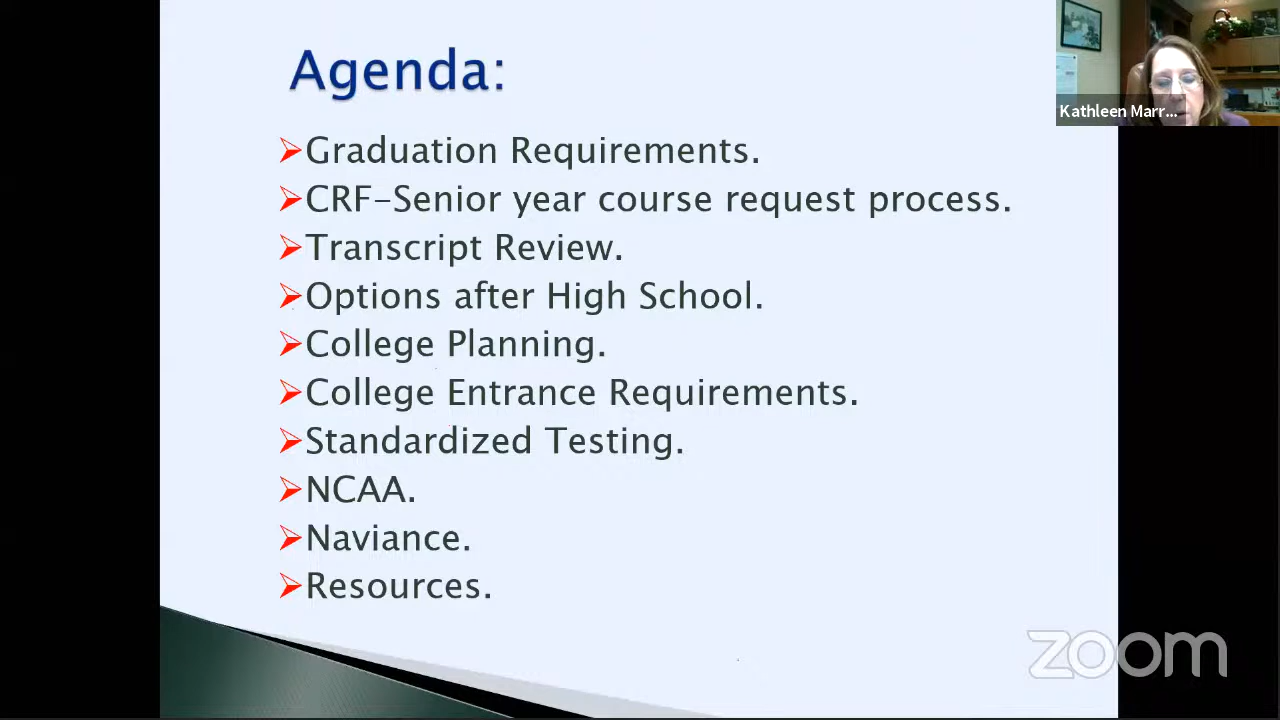 Agenda:
Graduation Requirements.
CRF-Senior year course request process.
Transcript Review.
Options after High School.
College Planning.
College Entrance Requirements.
Standardized Testing.
NCAA.
Naviance.
Resources.
Kathleen Marr...
zoom